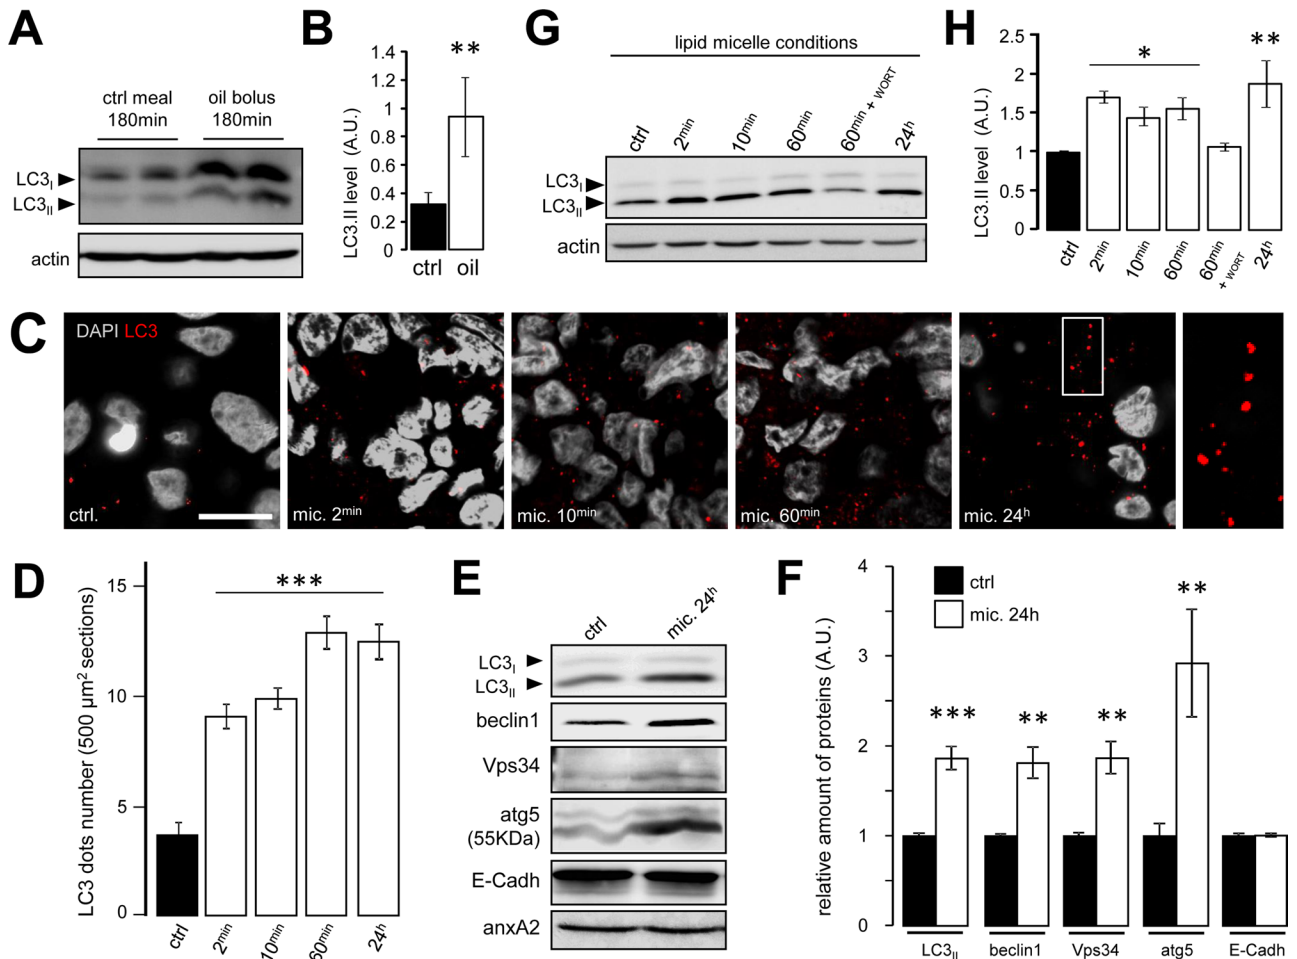 A
ctrl meal
180min
oil bolus
180min
LC3I
LC3II
actin
B
**
LC3.II level (A.U.)
1.4
1.2
1
0.8
0.6
0.4
0.2
0
ctrl
oil
G
lipid micelle conditions
ctrl
2min
10min
60min
60min + WORT
24h
LC3I
LC3II
actin
H
*
**
LC3.II level (A.U.)
2.5
2
1.5
1
0.5
0
ctrl
2min
10min
60min
60min
+ WORT
24h
C
DAPI LC3
ctrl.
mic. 2min
mic. 10min
mic. 60min
mic. 24h
D
***
LC3 dots number (500 µm2 sections)
15
10
5
0
ctrl
2min
10min
60min
24h
E
ctrl
mic. 24h
LC3I
LC3II
beclin1
Vps34
atg5
(55KDa)
E-Cadh
anxA2
F
ctrl
mic. 24h
relative amount of proteins (A.U.)
4
3
2
1
0
***
**
**
**
LC3II
beclin1
Vps34
atg5
E-Cadh